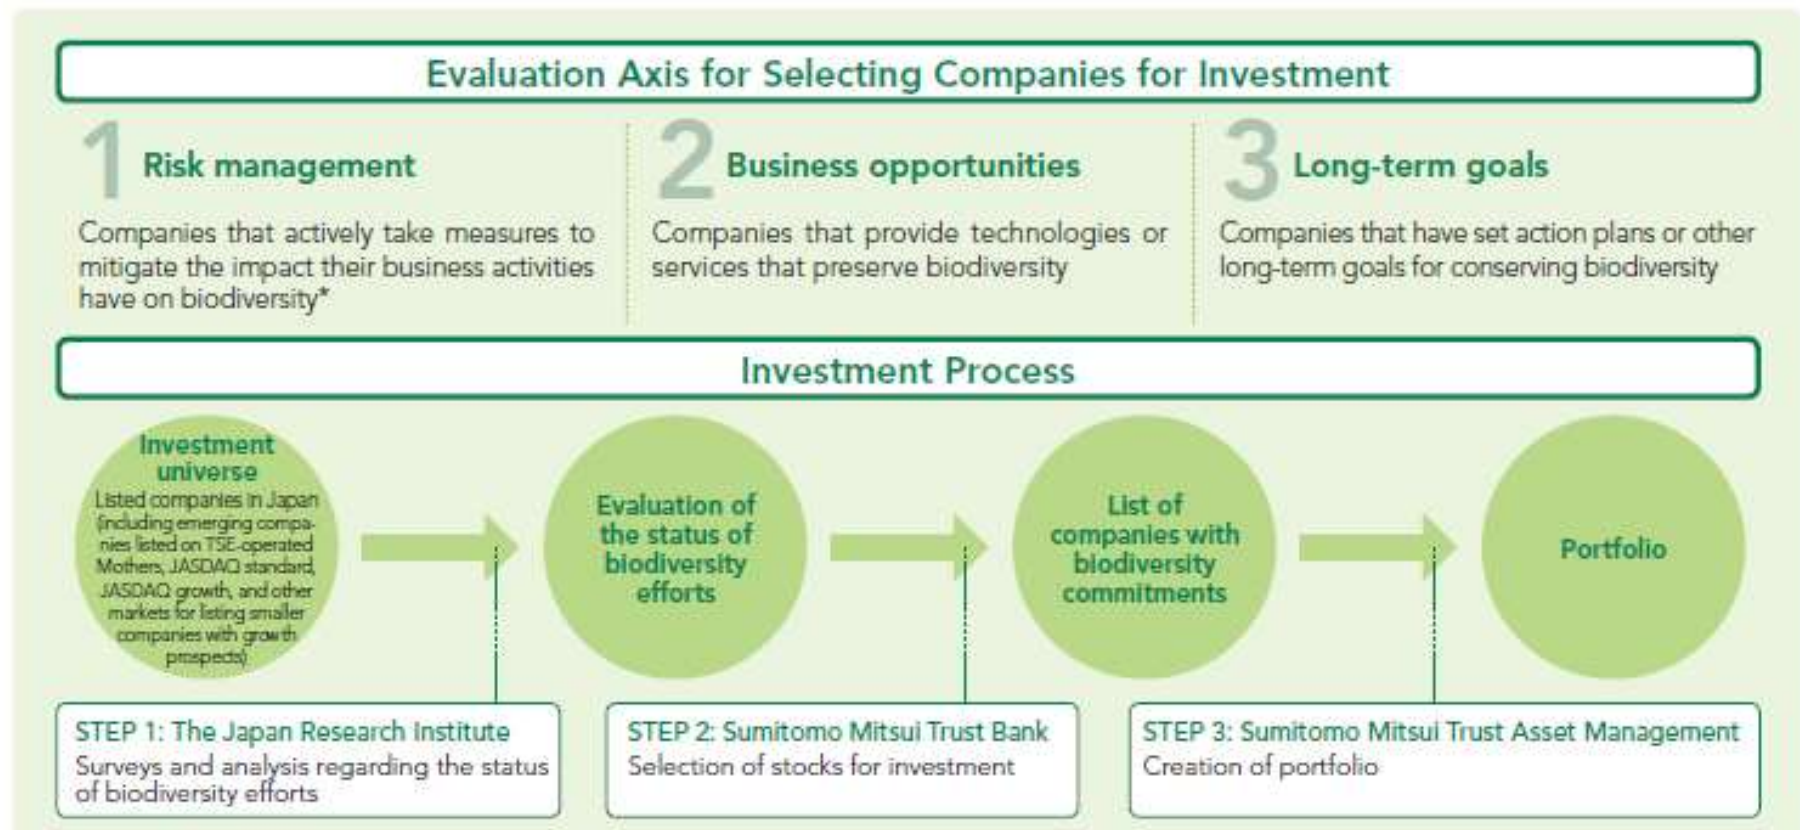 Evaluation Axis for Selecting Companies for Investment
1 Risk management
Companies that actively take measures to
mitigate the impact their business activities
have on biodiversity*
2 Business opportunities
Companies that provide technologies or
services that preserve biodiversity
3 Long-term goals
Companies that have set action plans or other
long-term goals for conserving biodiversity
Investment Process
Investment
universe
Listed companies in Japan
(including emerging compa-
nies listed on TSE-operated
Mothers, JASDAQ standard,
JASDAQ growth, and other
markets for listing smaller
companies with growth
prospects)
Evaluation of
the status of
biodiversity
efforts
List of
companies with
biodiversity
commitments
Portfolio
STEP 1: The Japan Research Institute
Surveys and analysis regarding the status
of biodiversity efforts
STEP 2: Sumitomo Mitsui Trust Bank
Selection of stocks for investment
STEP 3: Sumitomo Mitsui Trust Asset Management
Creation of portfolio